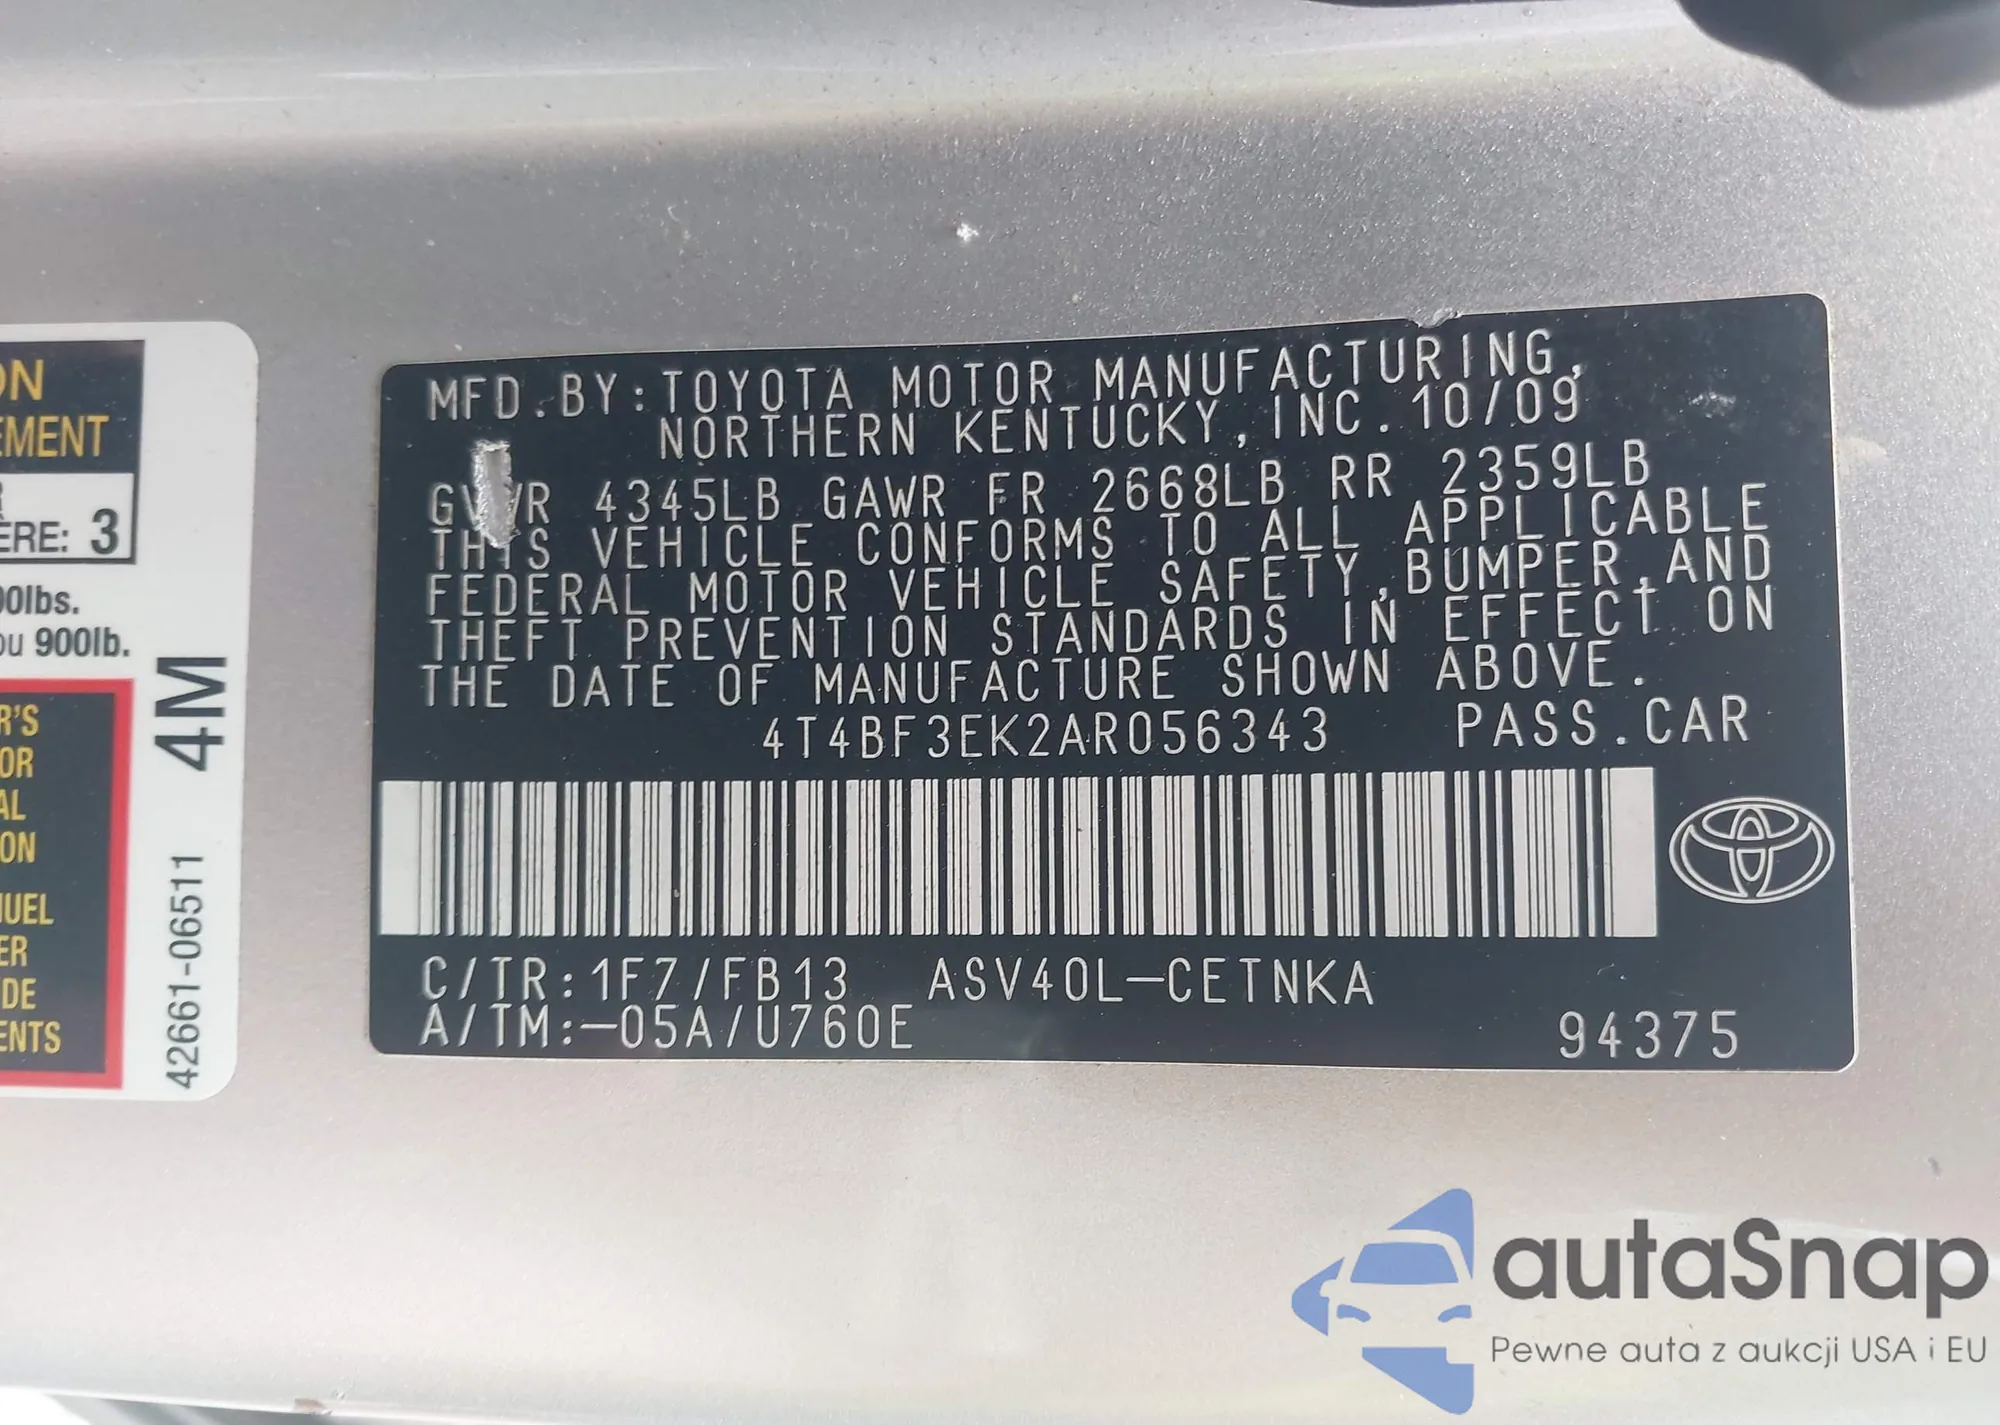 ON
EMENT
R
ERE: 3
00lbs.
ou 900lb.
R'S
OR
AL
ON
NUEL
ER
DE
ENTS
4M
42661-06511
MFD.BY:TOYOTA MOTOR MANUFACTURING,
NORTHERN KENTUCKY, INC. 10/09
GVWR 4345LB GAWR FR 2668LB RR 2359LB
THIS VEHICLE CONFORMS TO ALL APPLICABLE
FEDERAL MOTOR VEHICLE SAFETY,BUMPER,AND
THEFT PREVENTION STANDARDS IN EFFECT ON
THE DATE OF MANUFACTURE SHOWN ABOVE.
4T4BF3EK2AR056343 PASS.CAR
C/TR:1F7/FB13 ASV40L-CETNKA
A/TM:-05A/U760E 94375
autaSnap
Pewne auta z aukcji USA i EU